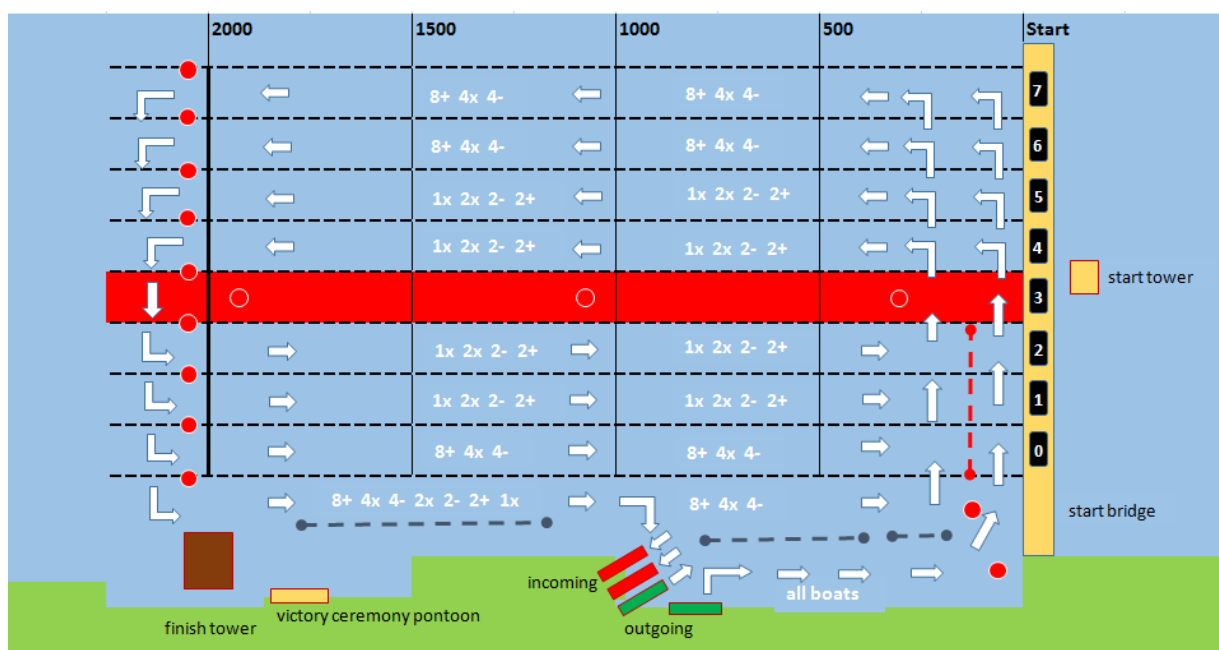 2000 1500 1000 500 Start
8+ 4x 4- 8+ 4x 4- 7
8+ 4x 4- 8+ 4x 4- 6
1x 2x 2- 2+ 1x 2x 2- 2+ 5
1x 2x 2- 2+ 1x 2x 2- 2+ 4
3 start tower
1x 2x 2- 2+ 1x 2x 2- 2+ 2
1x 2x 2- 2+ 1x 2x 2- 2+ 1
8+ 4x 4- 8+ 4x 4- 0
8+ 4x 4- 2x 2- 2+ 1x 8+ 4x 4- start bridge
incoming
all boats
victory ceremony pontoon
finish tower outgoing